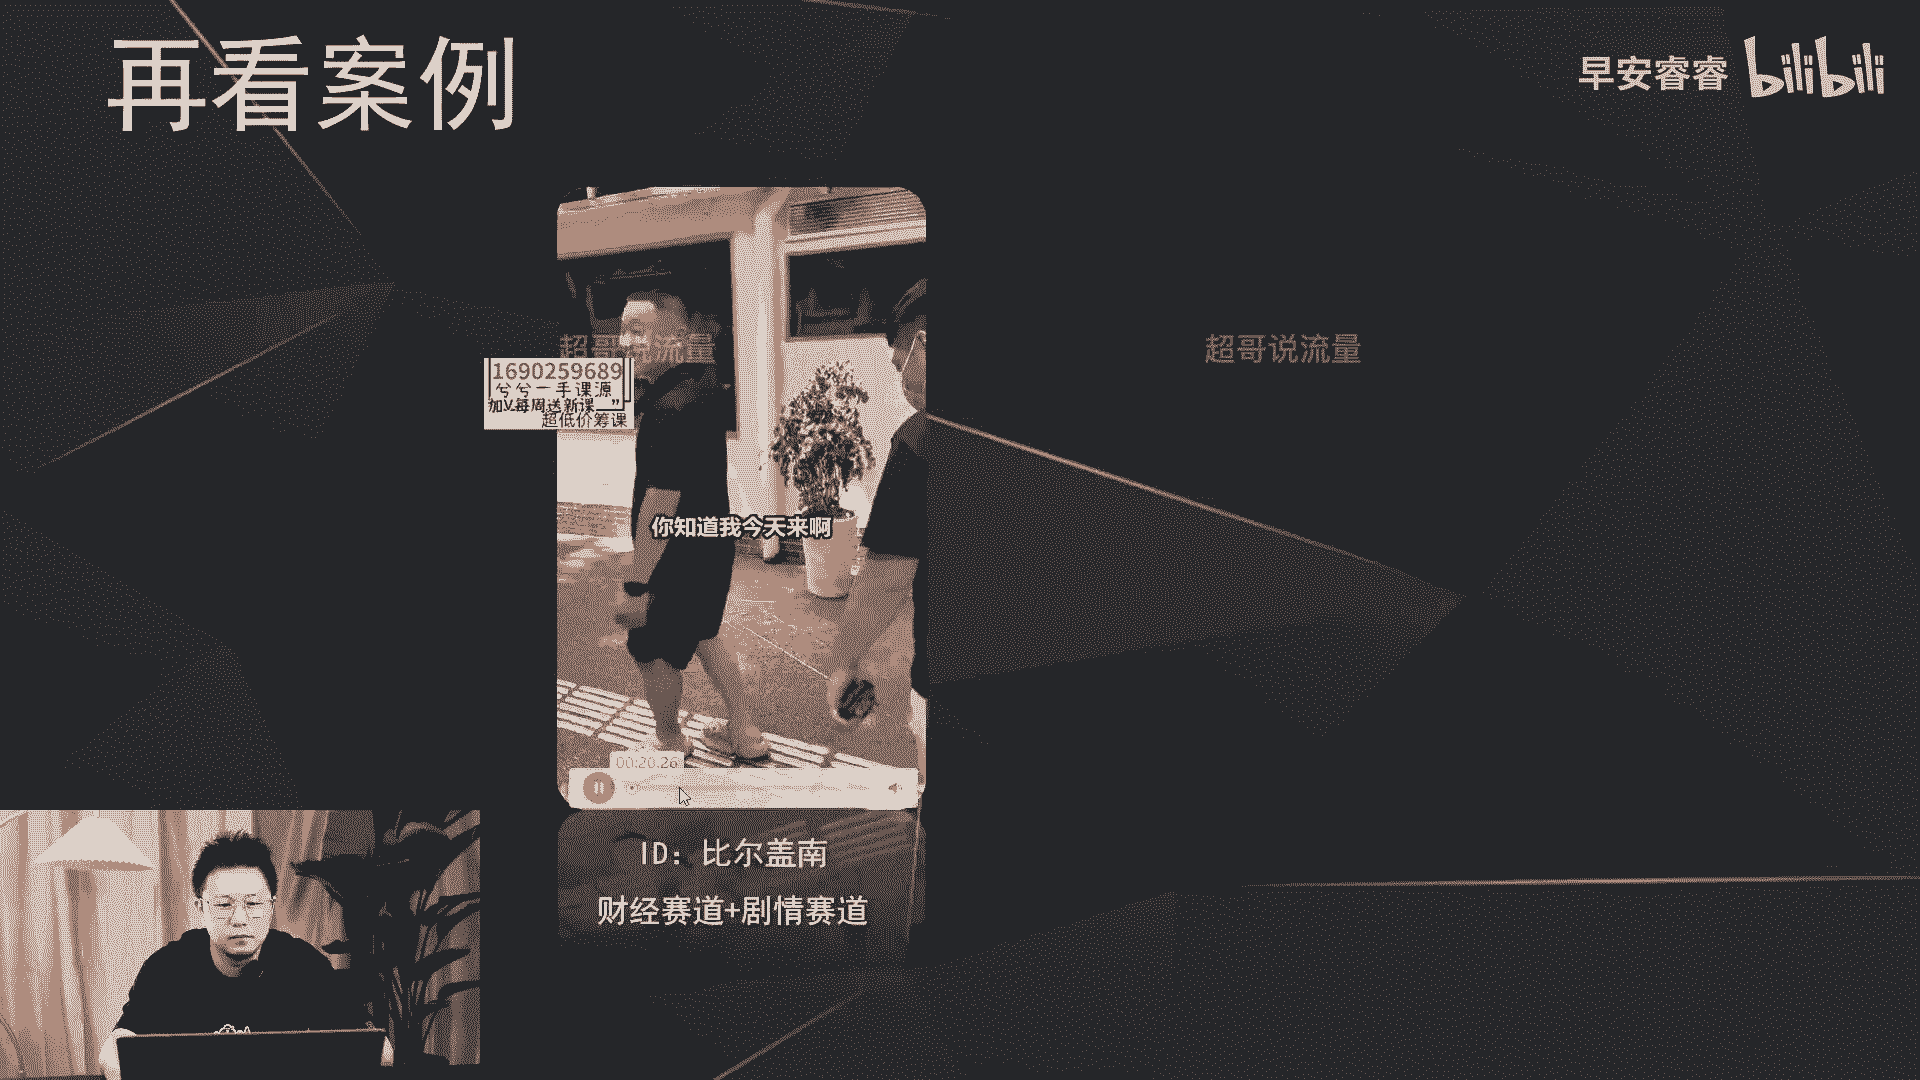 再看案例
早安睿睿 bilibili
超哥说流量
超哥说流量
1690259689
兮兮一手课源
加V每周送新课
超低价筹课
你知道我今天来啊
00:20.26
ID：比尔盖南
财经赛道+剧情赛道